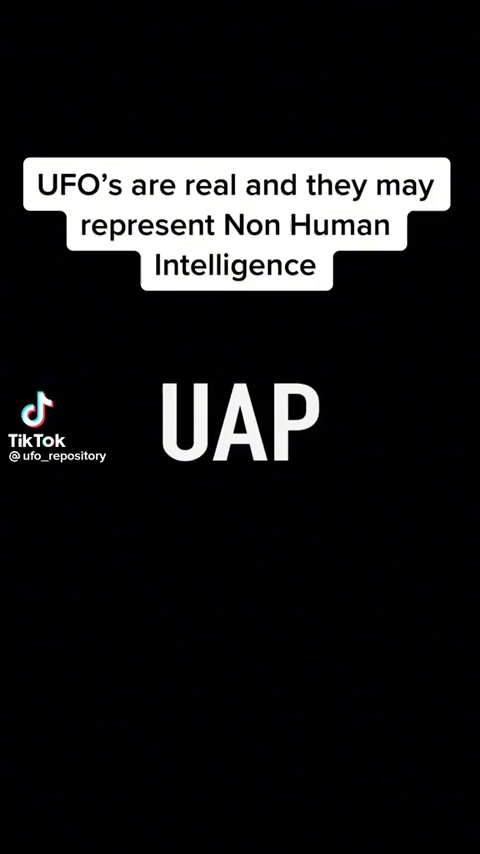 UFO’s are real and they may
represent Non Human
Intelligence
UAP
TikTok
@ufo_repository